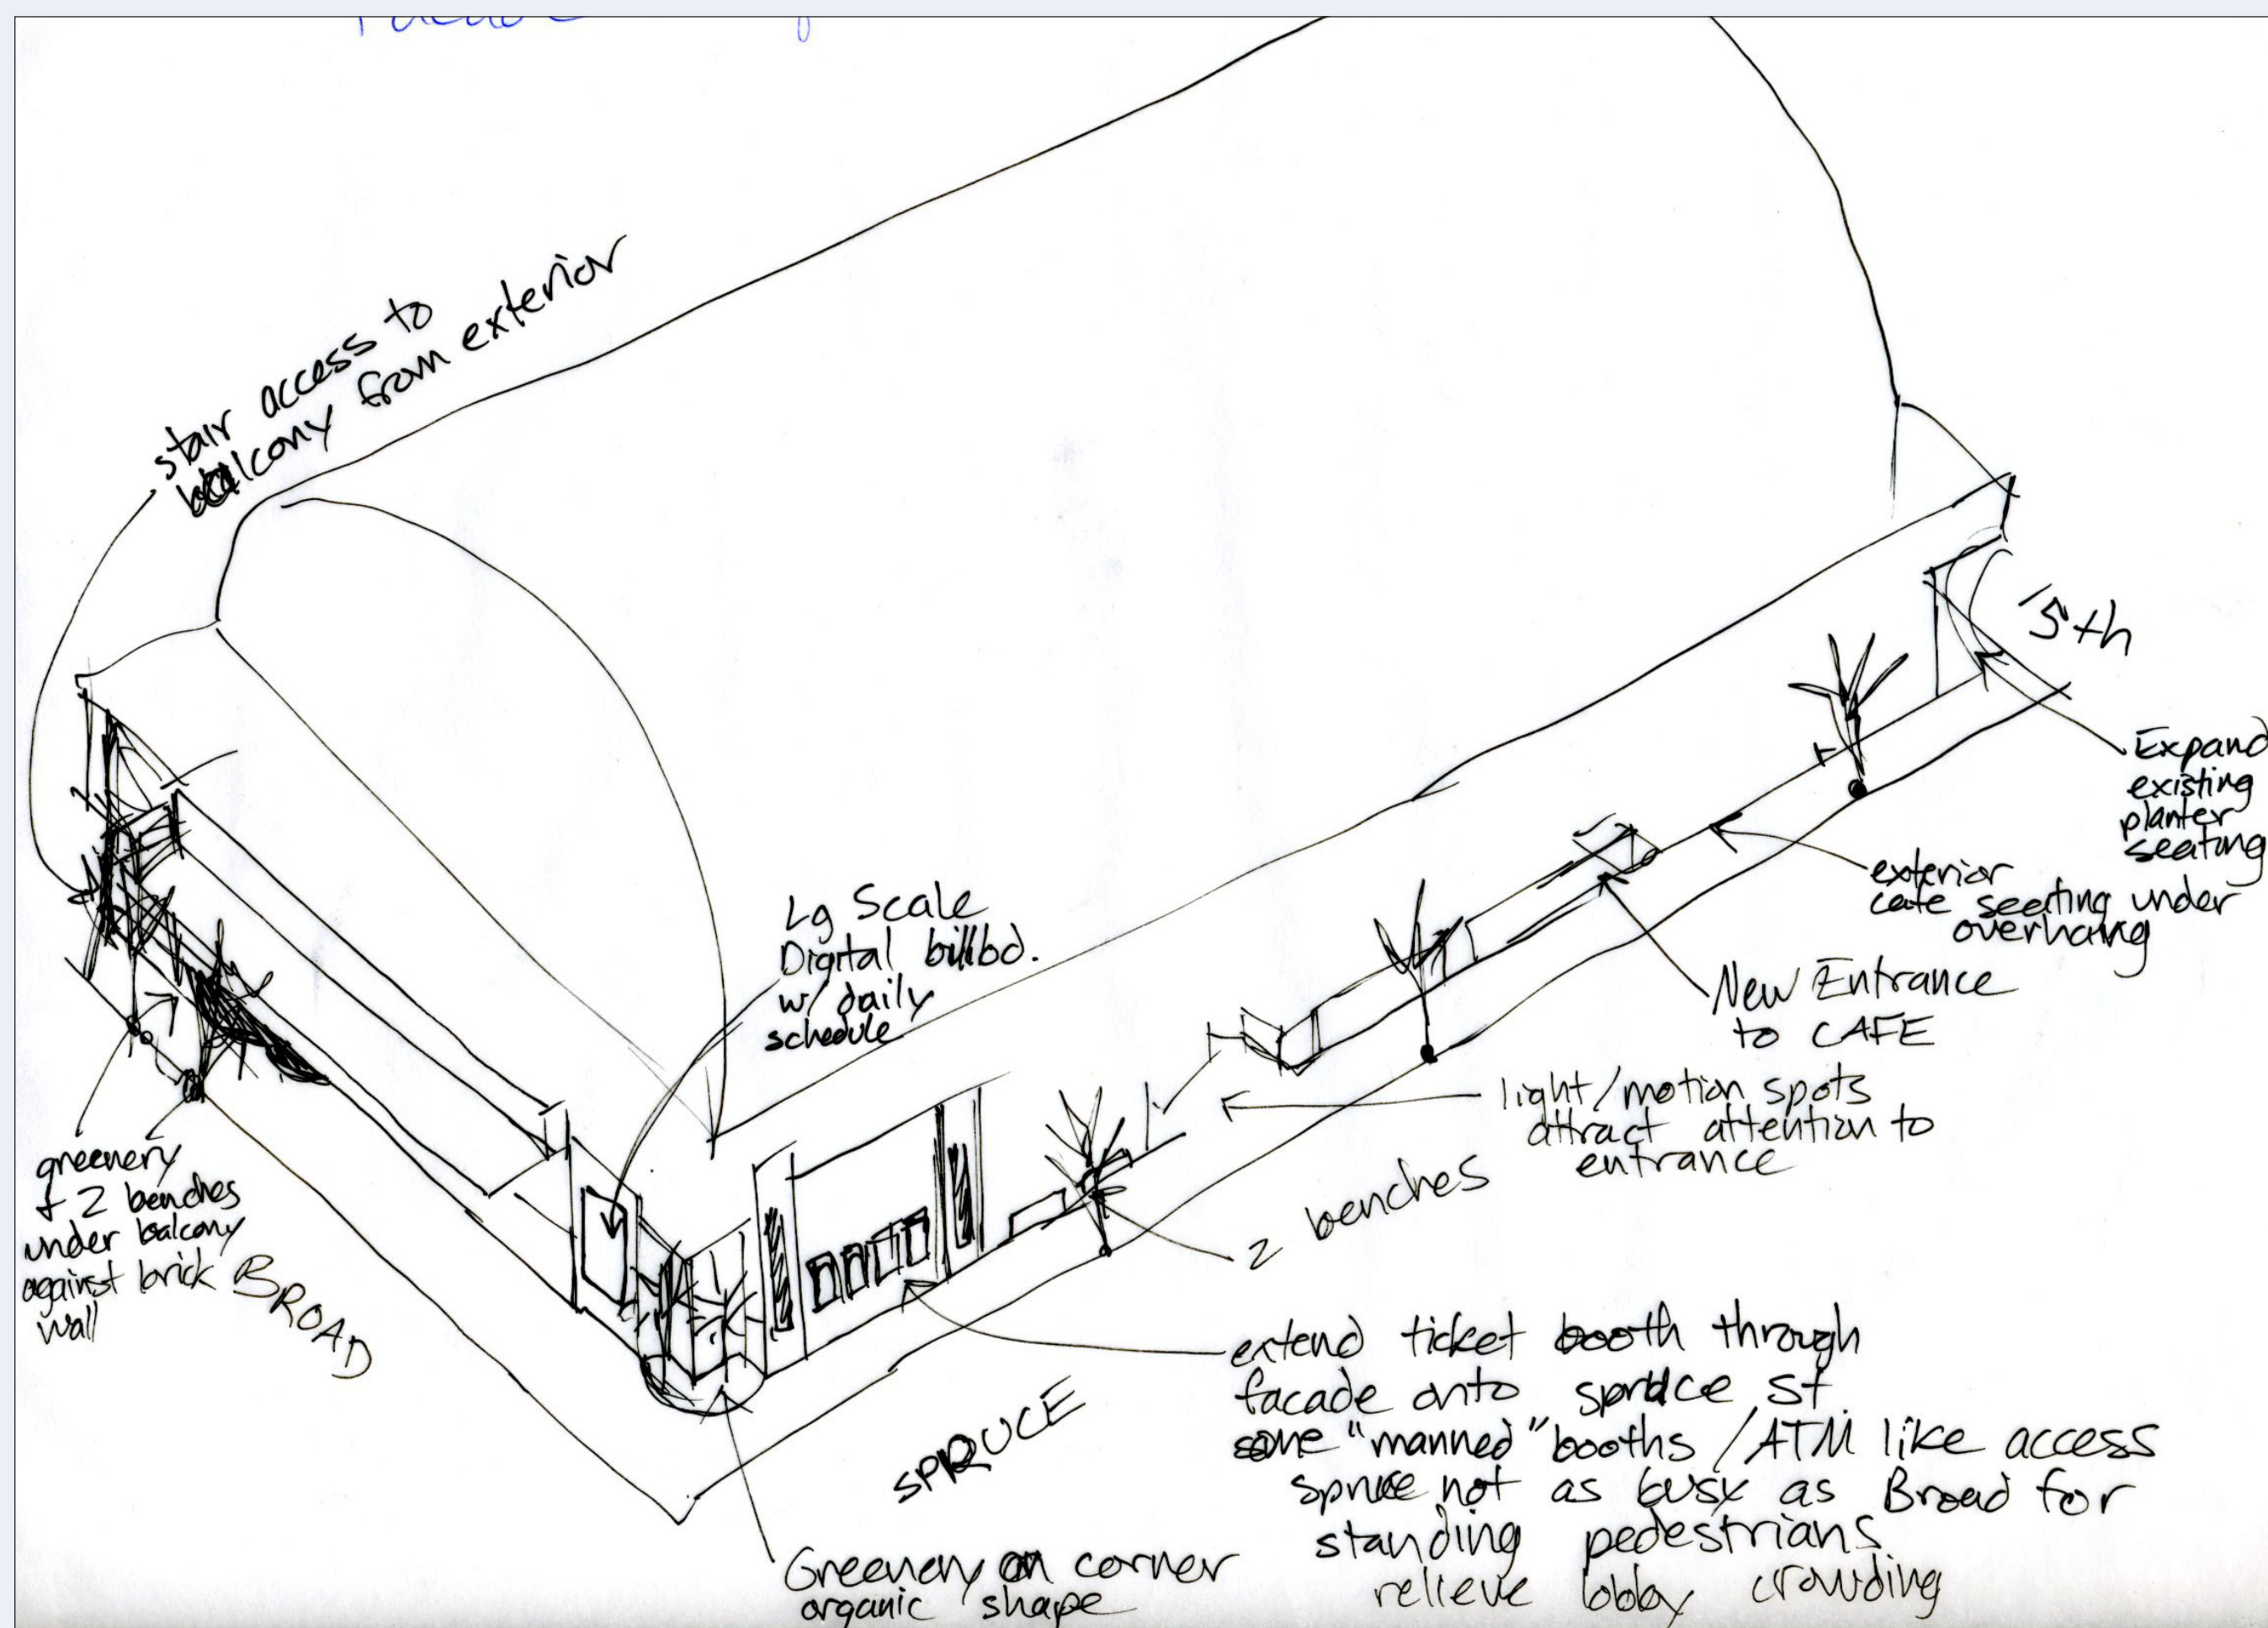 stair access to
balcony from exterior
15th
Expand
existing
planter
seating
exterior
cafe seating under
overhang
Lg Scale
Digital billbd.
w/ daily
schedule
New Entrance
to CAFE
light/motion spots
attract attention to
entrance
2 benches
greenery
+ 2 benches
under balcony
against brick
wall
BROAD
SPRUCE
extend ticket booth through
facade onto spruce st.
some "manned" booths / ATM like access
spruce not as busy as Broad for
standing pedestrians
relieve lobby crowding
Greenery on corner
organic shape